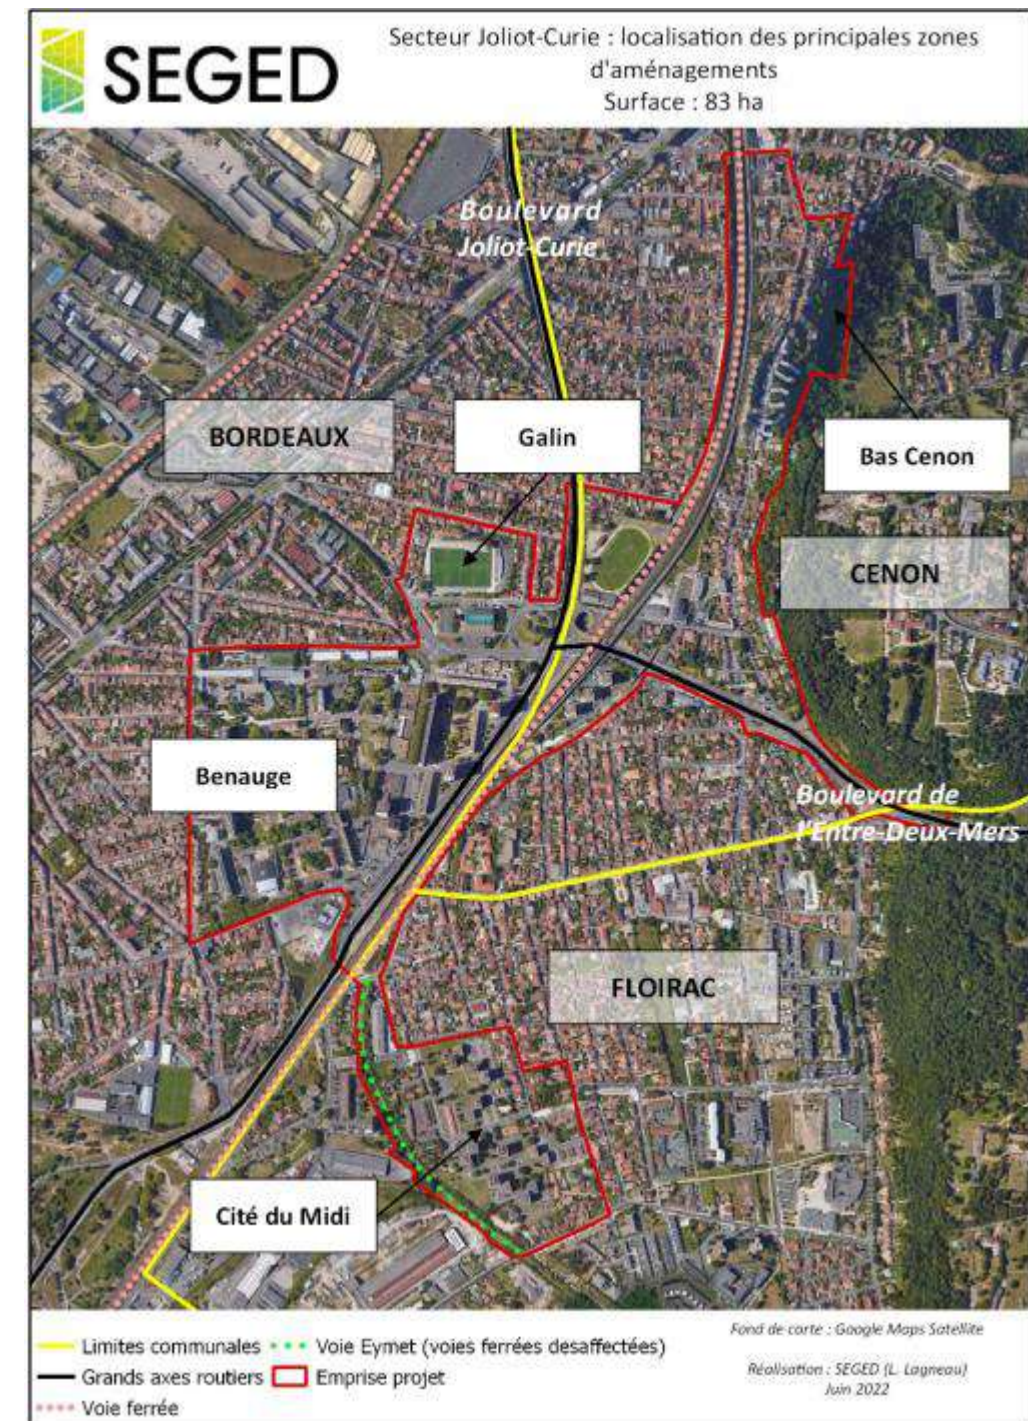 SEGED
Secteur Joliot-Curie : localisation des principales zones
d'aménagements
Surface : 83 ha
Boulevard
Joliot-Curie
BORDEAUX
Galin
Bas Cenon
CENON
Benauge
Boulevard de
l'Entre-Deux-Mers
FLOIRAC
Cité du Midi
Limites communales
Voie Eymet (voies ferrées desaffectées)
Grands axes routiers
Emprise projet
Voie ferrée
Fond de carte : Google Maps Satellite
Réalisation : SEGED (L. Lagneau)
Juin 2022